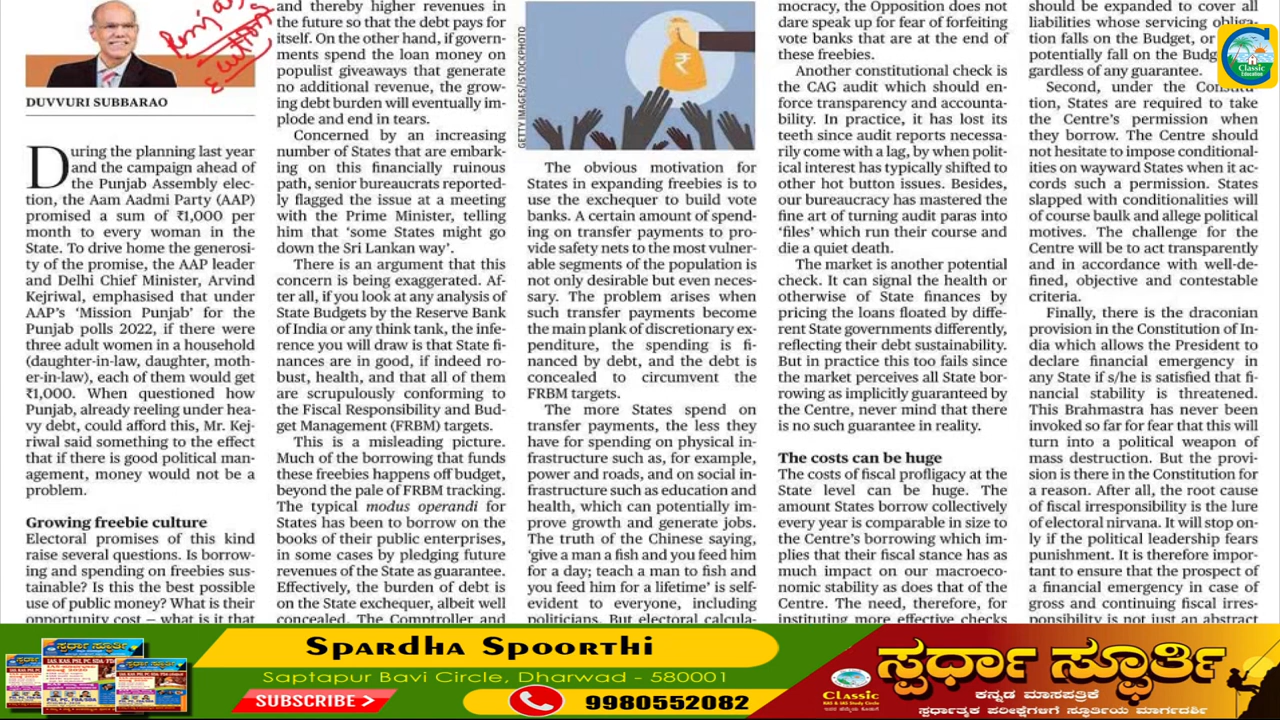 DUVVURI SUBBARAO
During the planning last year
and the campaign ahead of
the Punjab Assembly elec-
tion, the Aam Aadmi Party (AAP)
promised a sum of ₹1,000 per
month to every woman in the
State. To drive home the generosi-
ty of the promise, the AAP leader
and Delhi Chief Minister, Arvind
Kejriwal, emphasised that under
AAP's 'Mission Punjab' for the
Punjab polls 2022, if there were
three adult women in a household
(daughter-in-law, daughter, moth-
er-in-law), each of them would get
₹1,000. When questioned how
Punjab, already reeling under hea-
vy debt, could afford this, Mr. Kej-
riwal said something to the effect
that if there is good political man-
agement, money would not be a
problem.
Growing freebie culture
Electoral promises of this kind
raise several questions. Is borrow-
ing and spending on freebies sus-
tainable? Is this the best possible
use of public money? What is their
opportunity cost — what is it that
and thereby higher revenues in
the future so that the debt pays for
itself. On the other hand, if govern-
ments spend the loan money on
populist giveaways that generate
no additional revenue, the grow-
ing debt burden will eventually im-
plode and end in tears.
Concerned by an increasing
number of States that are embark-
ing on this financially ruinous
path, senior bureaucrats reported-
ly flagged the issue at a meeting
with the Prime Minister, telling
him that 'some States might go
down the Sri Lankan way'.
There is an argument that this
concern is being exaggerated. Af-
ter all, if you look at any analysis of
State Budgets by the Reserve Bank
of India or any think tank, the infe-
rence you will draw is that State fi-
nances are in good, if indeed ro-
bust, health, and that all of them
are scrupulously conforming to
the Fiscal Responsibility and Bud-
get Management (FRBM) targets.
This is a misleading picture.
Much of the borrowing that funds
these freebies happens off budget,
beyond the pale of FRBM tracking.
The typical modus operandi for
States has been to borrow on the
books of their public enterprises,
in some cases by pledging future
revenues of the State as guarantee.
Effectively, the burden of debt is
on the State exchequer, albeit well
concealed. The Comptroller and
GETTY IMAGES/ISTOCKPHOTO
₹
The obvious motivation for
States in expanding freebies is to
use the exchequer to build vote
banks. A certain amount of spend-
ing on transfer payments to pro-
vide safety nets to the most vulner-
able segments of the population is
not only desirable but even neces-
sary. The problem arises when
such transfer payments become
the main plank of discretionary ex-
penditure, the spending is fi-
nanced by debt, and the debt is
concealed to circumvent the
FRBM targets.
The more States spend on
transfer payments, the less they
have for spending on physical in-
frastructure such as, for example,
power and roads, and on social in-
frastructure such as education and
health, which can potentially im-
prove growth and generate jobs.
The truth of the Chinese saying,
'give a man a fish and you feed him
for a day; teach a man to fish and
you feed him for a lifetime' is self-
evident to everyone, including
politicians. But electoral calcula-
mocracy, the Opposition does not
dare speak up for fear of forfeiting
vote banks that are at the end of
these freebies.
Another constitutional check is
the CAG audit which should en-
force transparency and accounta-
bility. In practice, it has lost its
teeth since audit reports necessa-
rily come with a lag, by when polit-
ical interest has typically shifted to
other hot button issues. Besides,
our bureaucracy has mastered the
fine art of turning audit paras into
'files' which run their course and
die a quiet death.
The market is another potential
check. It can signal the health or
otherwise of State finances by
pricing the loans floated by diffe-
rent State governments differently,
reflecting their debt sustainability.
But in practice this too fails since
the market perceives all State bor-
rowing as implicitly guaranteed by
the Centre, never mind that there
is no such guarantee in reality.
The costs can be huge
The costs of fiscal profligacy at the
State level can be huge. The
amount States borrow collectively
every year is comparable in size to
the Centre's borrowing which im-
plies that their fiscal stance has as
much impact on our macroeco-
nomic stability as does that of the
Centre. The need, therefore, for
instituting more effective checks
should be expanded to cover all
liabilities whose servicing obliga-
tion falls on the Budget, or
potentially fall on the Budg
gardless of any guarantee.
Second, under the Constitu-
tion, States are required to take
the Centre's permission when
they borrow. The Centre should
not hesitate to impose conditional-
ities on wayward States when it ac-
cords such a permission. States
slapped with conditionalities will
of course baulk and allege political
motives. The challenge for the
Centre will be to act transparently
and in accordance with well-de-
fined, objective and contestable
criteria.
Finally, there is the draconian
provision in the Constitution of In-
dia which allows the President to
declare financial emergency in
any State if s/he is satisfied that fi-
nancial stability is threatened.
This Brahmastra has never been
invoked so far for fear that this will
turn into a political weapon of
mass destruction. But the provi-
sion is there in the Constitution for
a reason. After all, the root cause
of fiscal irresponsibility is the lure
of electoral nirvana. It will stop on-
ly if the political leadership fears
punishment. It is therefore impor-
tant to ensure that the prospect of
a financial emergency in case of
gross and continuing fiscal irres-
ponsibility is not just an abstract
Classic
Education
SPARDHA SPOORTHI
Saptapur Bavi Circle, Dharwad - 580001
SUBSCRIBE
9980552082
Classic
KAS & IAS Study Circle
ಸ್ಪರ್ಧಾ ಸ್ಫೂರ್ತಿ
ಕನ್ನಡ ಮಾಸಪತ್ರಿಕೆ
ಸ್ಪರ್ಧಾತ್ಮಕ ಪರೀಕ್ಷೆಗಳಿಗೆ ಸ್ಫೂರ್ತಿಯ ಮಾರ್ಗದರ್ಶಿ